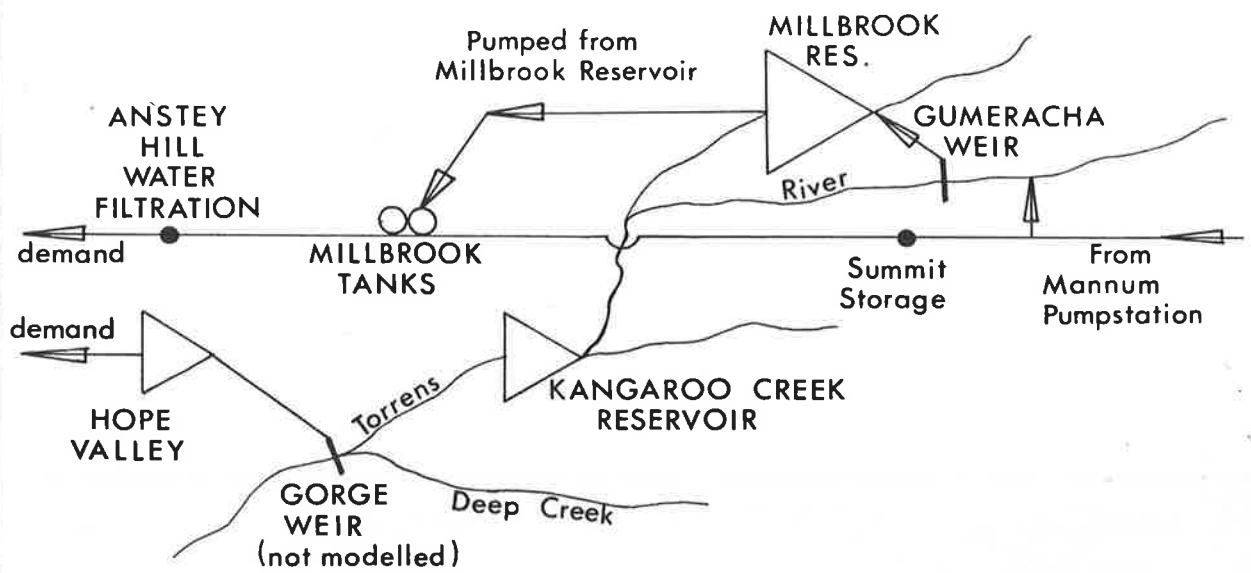 MILLBROOK
RES.
Pumped from
Millbrook Reservoir
ANSTEY
HILL
WATER
FILTRATION
GUMERACHA
WEIR
River
demand
MILLBROOK
TANKS
Summit
Storage
From
Mannum
Pumpstation
demand
HOPE
VALLEY
Torrens
KANGAROO CREEK
RESERVOIR
GORGE
WEIR
(not modelled)
Deep Creek